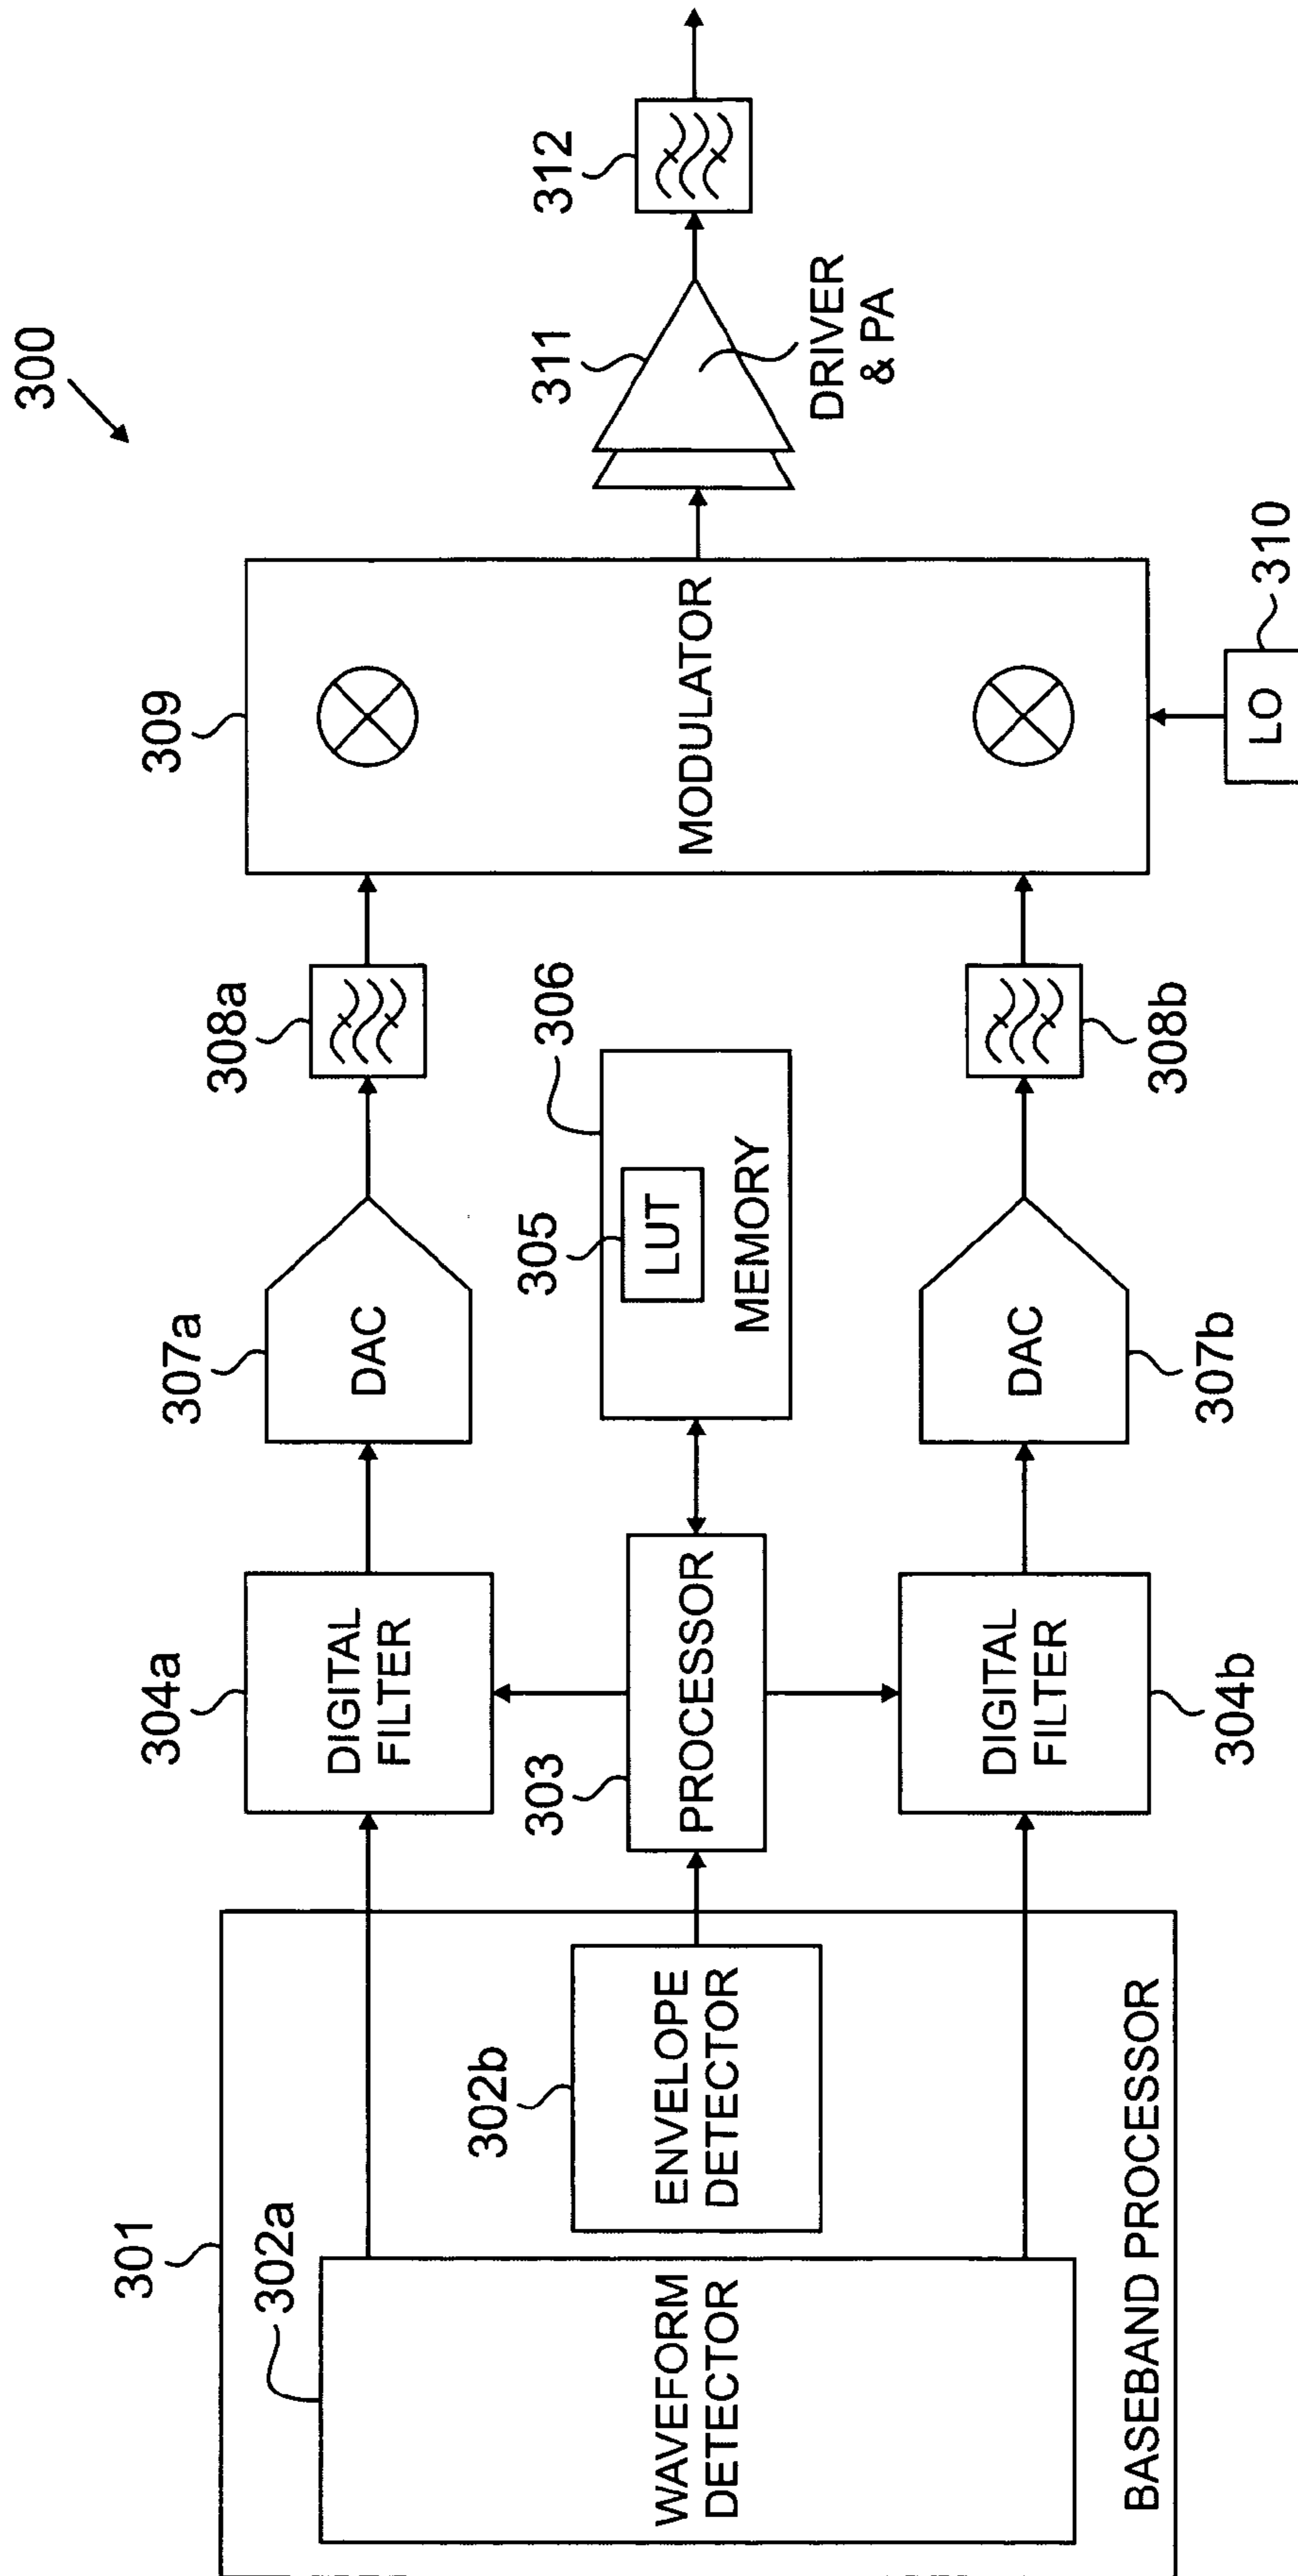 300
301
302a
WAVEFORM
DETECTOR
302b
ENVELOPE
DETECTOR
BASEBAND PROCESSOR
303
PROCESSOR
304a
DIGITAL
FILTER
304b
DIGITAL
FILTER
305
LUT
306
MEMORY
307a
DAC
307b
DAC
308a
308b
309
MODULATOR
310
LO
311
DRIVER
& PA
312